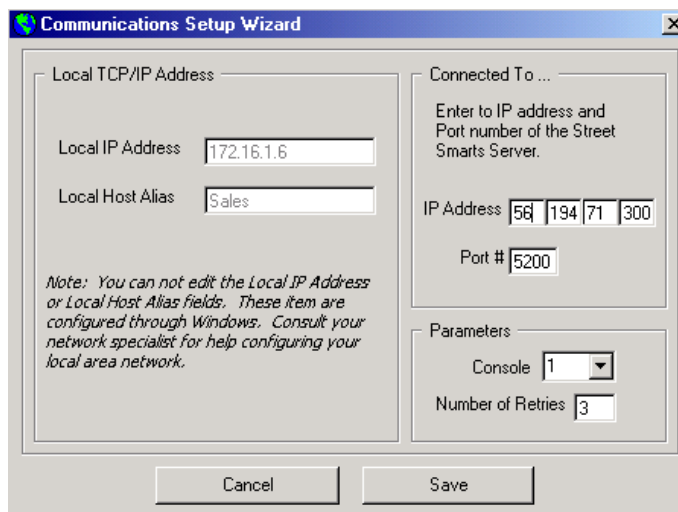 Communications Setup Wizard
Local TCP/IP Address
Local IP Address 172.16.1.6
Local Host Alias Sales
Note: You can not edit the Local IP Address
or Local Host Alias fields. These item are
configured through Windows. Consult your
network specialist for help configuring your
local area network.
Connected To ...
Enter to IP address and
Port number of the Street
Smarts Server.
IP Address 56 194 71 300
Port # 5200
Parameters
Console 1
Number of Retries 3
Cancel
Save